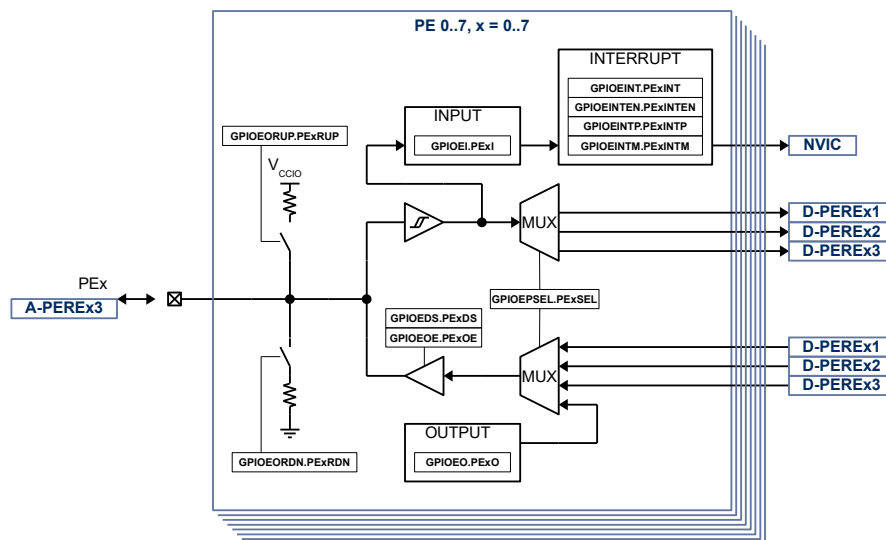 PE 0..7, x = 0..7
INTERRUPT
GPIOEINT.PExINT
GPIOEINTEN.PExINTEN
GPIOEINTP.PExINTP
GPIOEINTM.PExINTM
INPUT
GPIOEI.PExI
NVIC
GPIOEORUP.PExRUP
VCCIO
MUX
D-PEREx1
D-PEREx2
D-PEREx3
PEx
A-PEREx3
GPIOEPSEL.PExSEL
GPIOEDS.PExDS
GPIOEOE.PExOE
MUX
D-PEREx1
D-PEREx2
D-PEREx3
OUTPUT
GPIOEO.PExO
GPIOEORDN.PExRDN